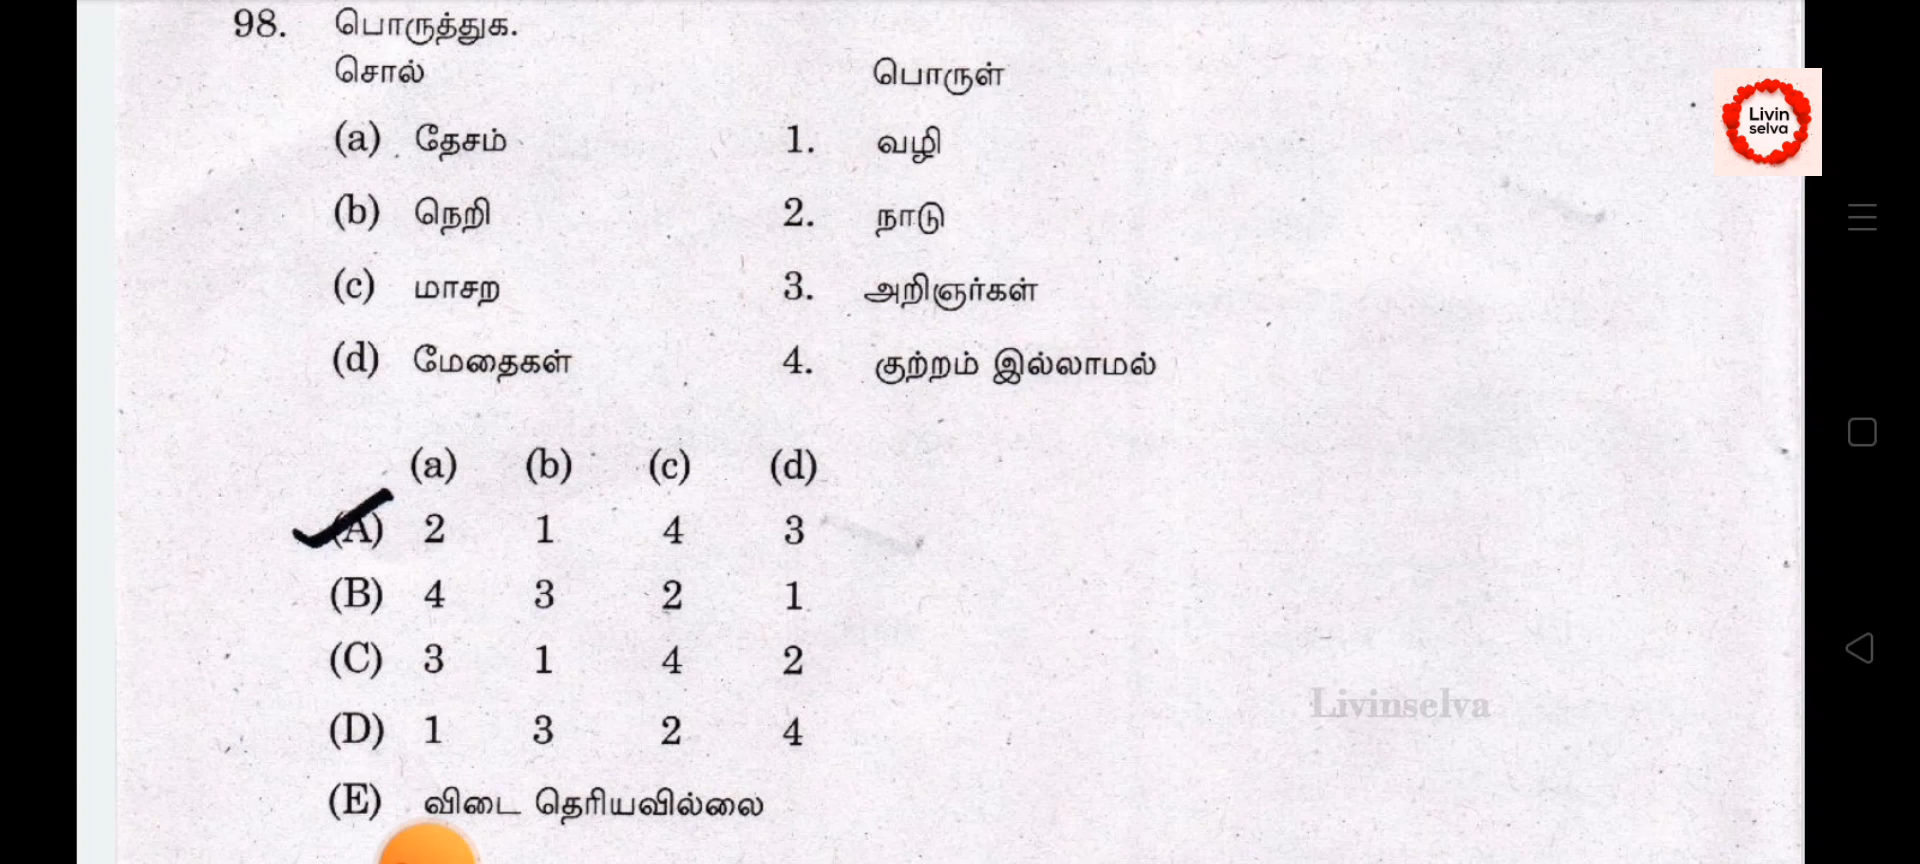 98. பொருத்துக.
சொல் பொருள்
(a) தேசம் 1. வழி
(b) நெறி 2. நாடு
(c) மாசற 3. அறிஞர்கள்
(d) மேதைகள் 4. குற்றம் இல்லாமல்
(a) (b) (c) (d)
(A) 2 1 4 3
(B) 4 3 2 1
(C) 3 1 4 2
(D) 1 3 2 4
(E) விடை தெரியவில்லை
Livin
selva
Livinselva